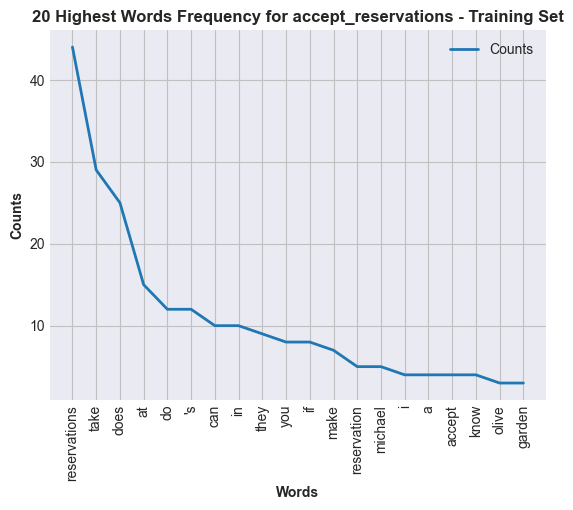 20 Highest Words Frequency for accept_reservations - Training Set
Counts
Counts
40
30
20
10
reservations
take
does
at
do
's
can
in
they
you
if
make
reservation
michael
i
a
accept
know
olive
garden
Words